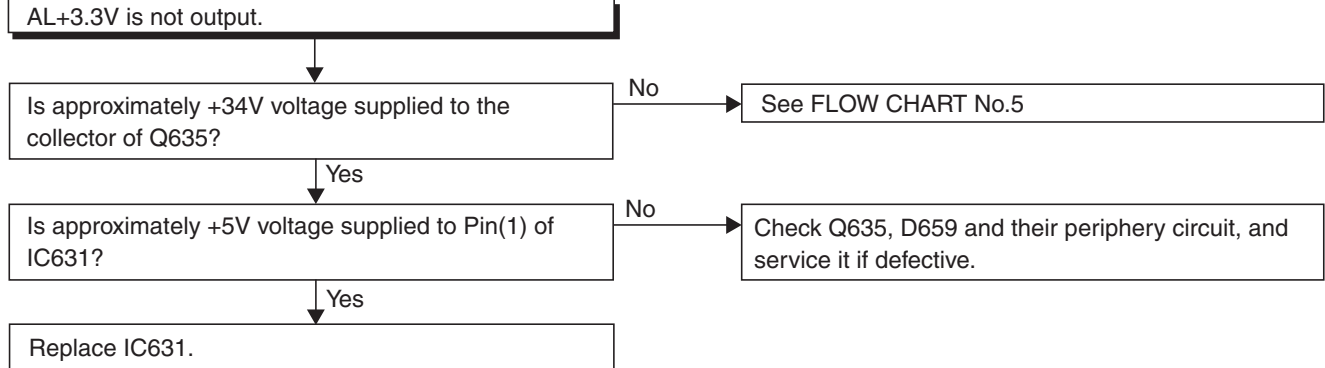 AL+3.3V is not output.
Is approximately +34V voltage supplied to the
collector of Q635?
No
See FLOW CHART No.5
Yes
Is approximately +5V voltage supplied to Pin(1) of
IC631?
No
Check Q635, D659 and their periphery circuit, and
service it if defective.
Yes
Replace IC631.